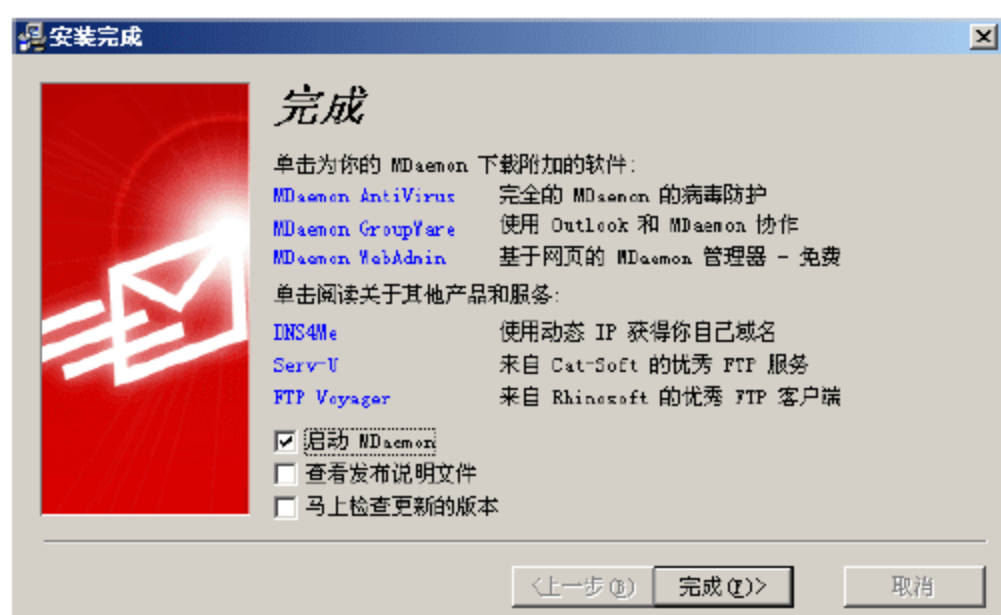 安装完成
完成
单击为你的 MDaemon 下载附加的软件:
MDaemon AntiVirus 完全的 MDaemon 的病毒防护
MDaemon GroupWare 使用 Outlook 和 MDaemon 协作
MDaemon WebAdmin 基于网页的 MDaemon 管理器 - 免费
单击阅读关于其他产品和服务:
DNS4Me 使用动态 IP 获得你自己域名
Serv-U 来自 Cat-Soft 的优秀 FTP 服务
FTP Voyager 来自 Rhinosoft 的优秀 FTP 客户端
启动 MDaemon
查看发布说明文件
马上检查更新的版本
<上一步(B) 完成(F)> 取消